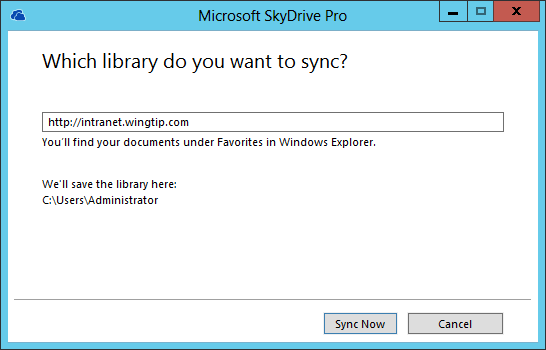 Microsoft SkyDrive Pro
Which library do you want to sync?
http://intranet.wingtip.com
You'll find your documents under Favorites in Windows Explorer.
We'll save the library here:
C:\Users\Administrator
Sync Now
Cancel